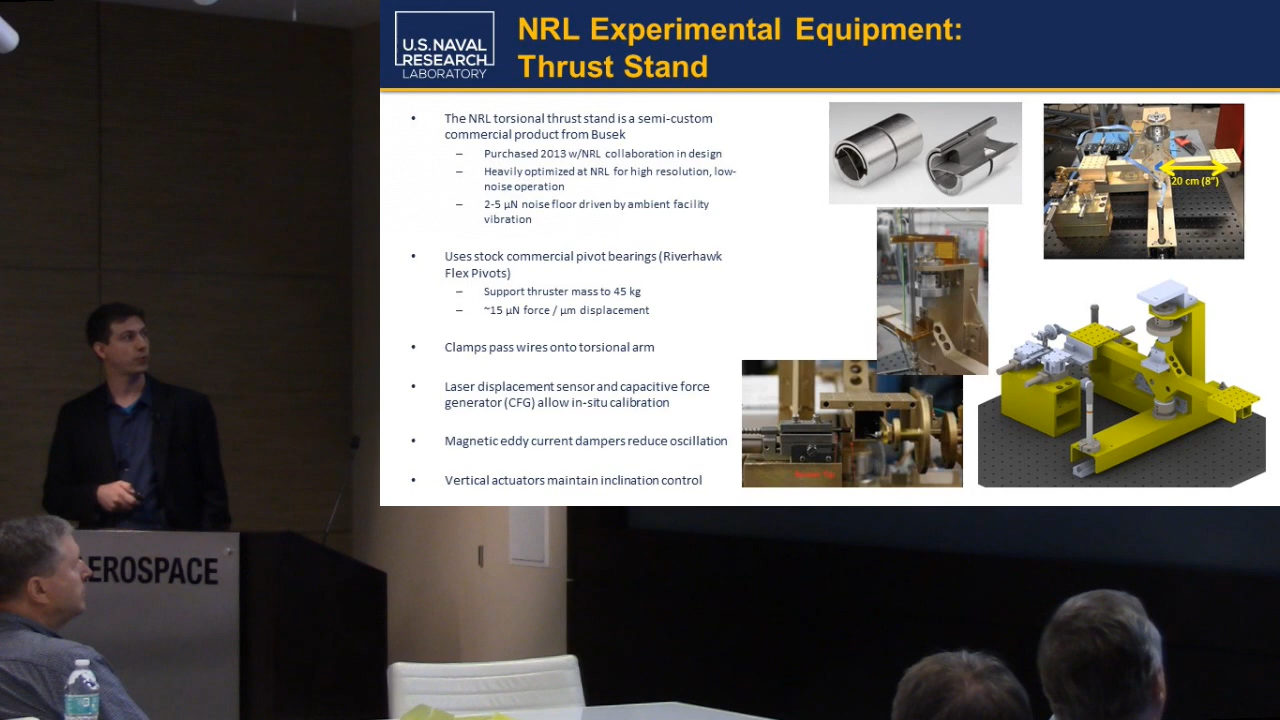 U.S. NAVAL
RESEARCH
LABORATORY
NRL Experimental Equipment:
Thrust Stand
• The NRL torsional thrust stand is a semi-custom
commercial product from Busek
– Purchased 2013 w/NRL collaboration in design
– Heavily optimized at NRL for high resolution, low-
noise operation
– 2-5 µN noise floor driven by ambient facility
vibration
• Uses stock commercial pivot bearings (Riverhawk
Flex Pivots)
– Support thruster mass to 45 kg
– ~15 µN force / µm displacement
• Clamps pass wires onto torsional arm
• Laser displacement sensor and capacitive force
generator (CFG) allow in-situ calibration
• Magnetic eddy current dampers reduce oscillation
• Vertical actuators maintain inclination control
20 cm (8")
EROSPACE